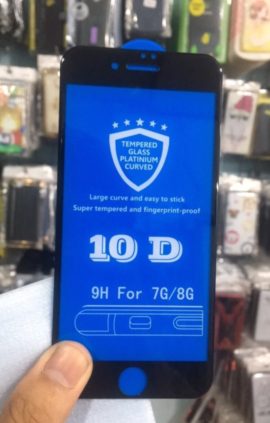 TEMPERED
GLASS
PLATINIUM
CURVED
Large curve and easy to stick
Super tempered and fingerprint-proof
10 D
9H For 7G/8G